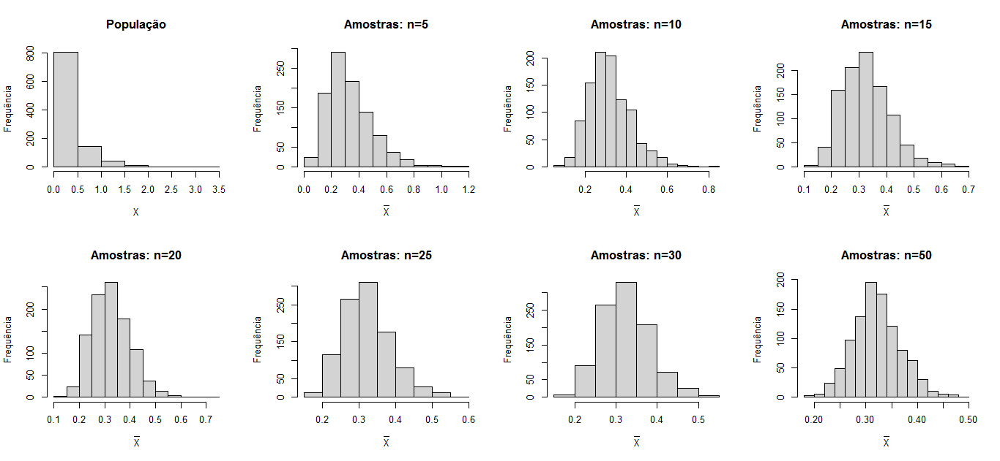 População
Frequência
0 200 400 600 800
0.0 0.5 1.0 1.5 2.0 2.5 3.0 3.5
X
Amostras: n=5
Frequência
0 50 150 250
0.0 0.2 0.4 0.6 0.8 1.0 1.2
X̅
Amostras: n=10
Frequência
0 50 100 150 200
0.2 0.4 0.6 0.8
X̅
Amostras: n=15
Frequência
0 50 100 150 200
0.1 0.2 0.3 0.4 0.5 0.6 0.7
X̅
Amostras: n=20
Frequência
0 50 100 200
0.1 0.2 0.3 0.4 0.5 0.6 0.7
X̅
Amostras: n=25
Frequência
0 50 150 250
0.2 0.3 0.4 0.5 0.6
X̅
Amostras: n=30
Frequência
0 50 150 250
0.2 0.3 0.4 0.5
X̅
Amostras: n=50
Frequência
0 50 100 150 200
0.20 0.30 0.40 0.50
X̅